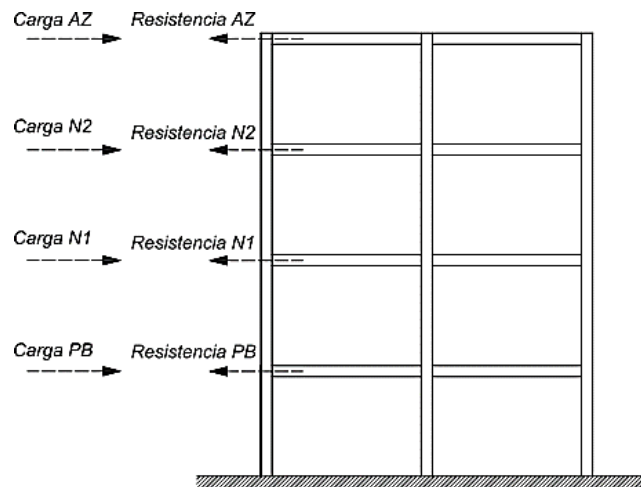 Carga AZ Resistencia AZ
Carga N2 Resistencia N2
Carga N1 Resistencia N1
Carga PB Resistencia PB